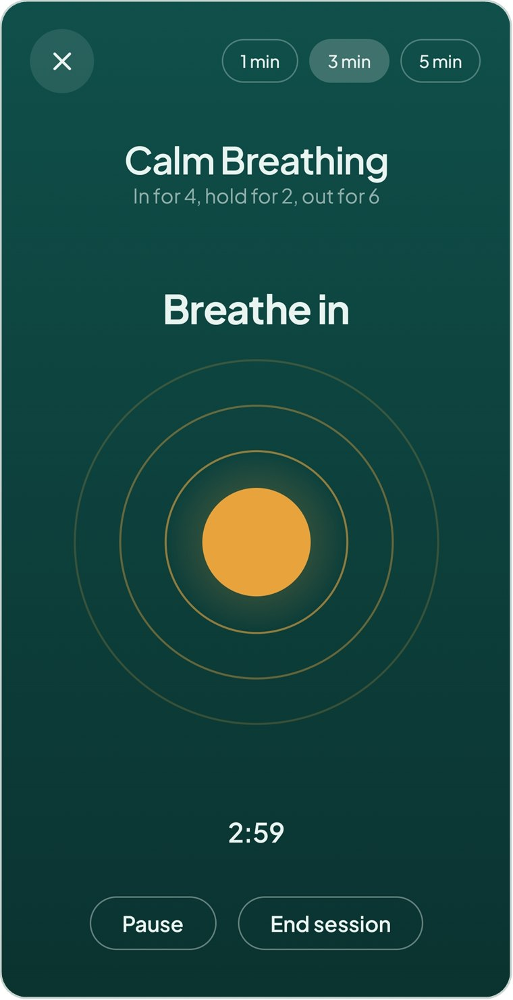 1 min 3 min 5 min
Calm Breathing
In for 4, hold for 2, out for 6
Breathe in
2:59
Pause End session